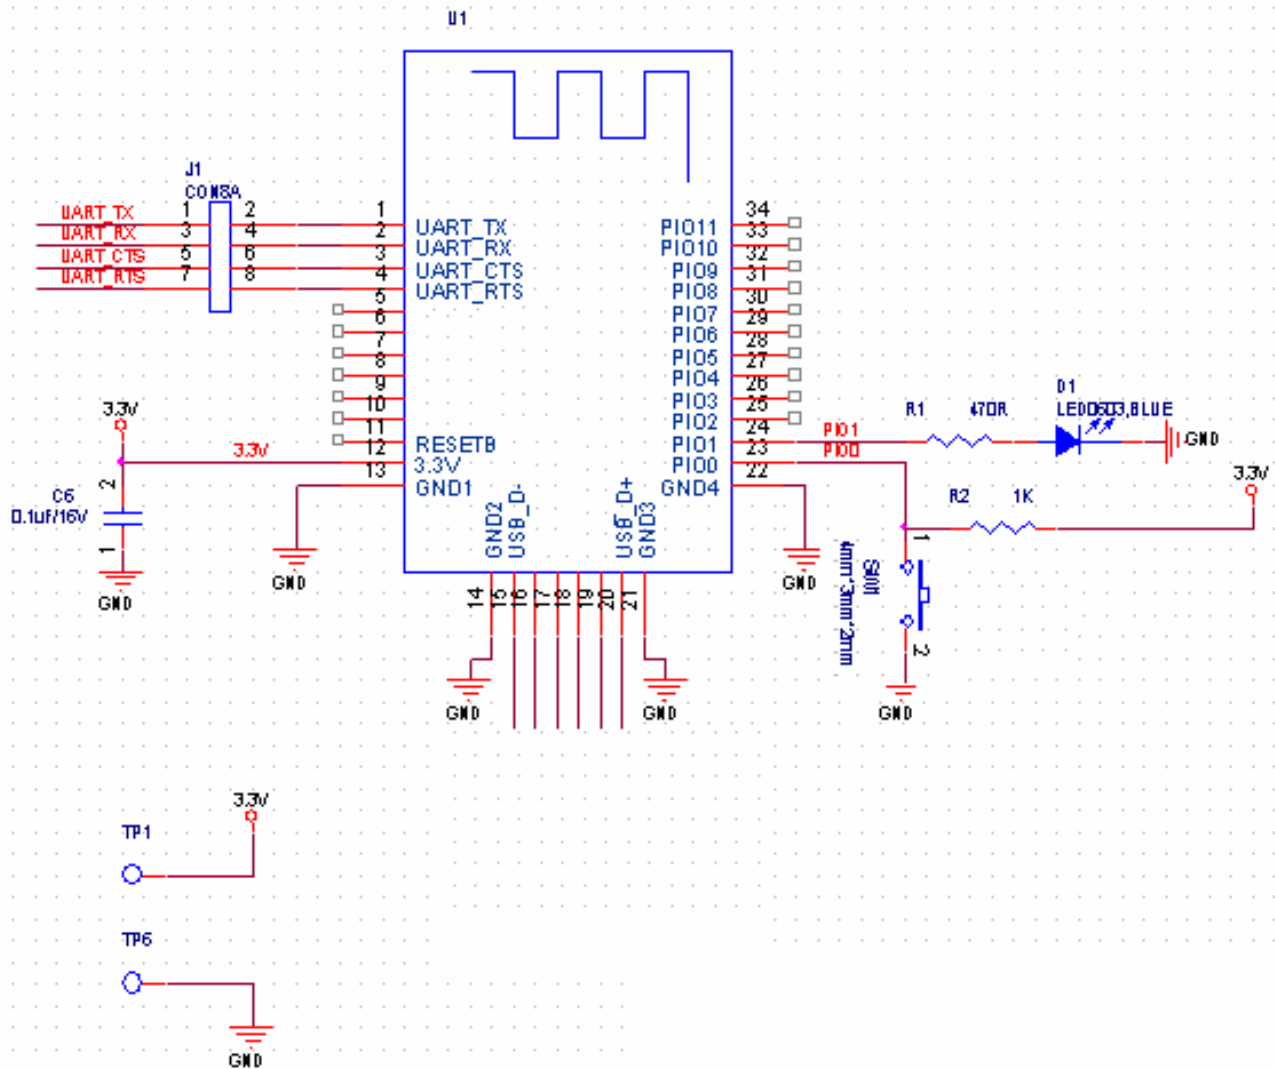 U1
J1
CON8A
UART_TX 1 2
UART_RX 3 4
UART_CTS 5 6
UART_RTS 7 8
1
2 UART_TX
3 UART_RX
4 UART_CTS
5 UART_RTS
6
7
8
9
10
11
12 RESETB
13 3.3V
GND1
34
PIO11 33
PIO10 32
PIO9 31
PIO8 30
PIO7 29
PIO6 28
PIO5 27
PIO4 26
PIO3 25
PIO2 24
PIO1 23
PIO0 22
GND4
GND2
USB_D-
USB_D+
GND3
14 15 16 17 18 19 20 21
3.3V
3.3V
2
C6
0.1uF/16V
1
GND
GND
GND
GND
GND
PIO1
PIO0
R1 470R
D1
LED0603,BLUE
GND
3.3V
R2 1K
1
SW1
4mm*3mm*2mm
2
GND
3.3V
TP1
TP6
GND